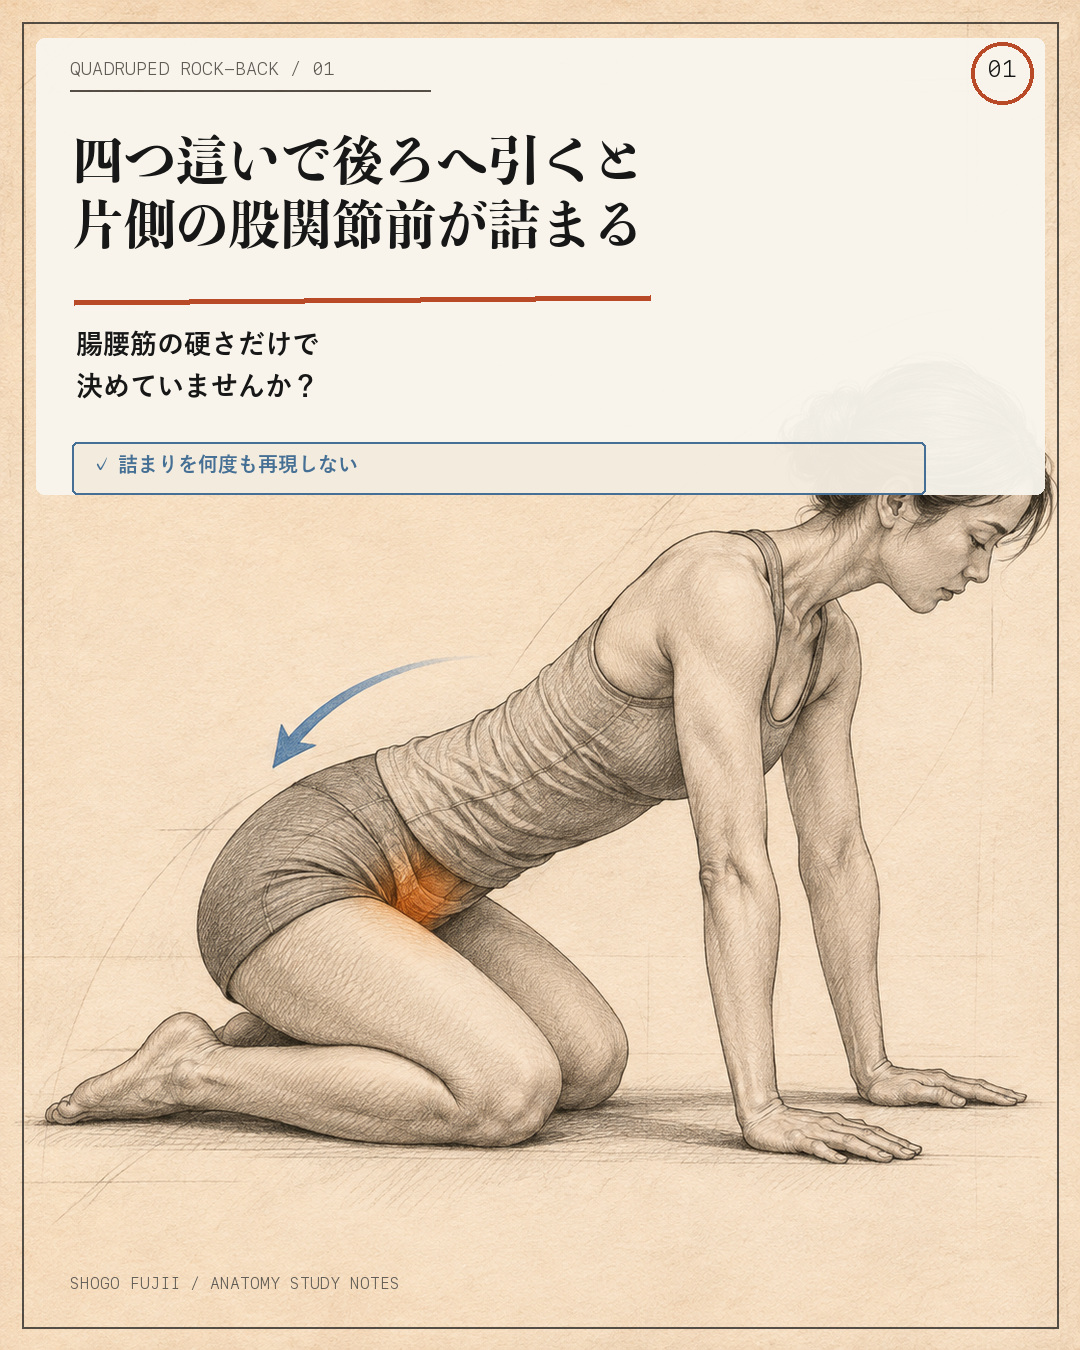 QUADRUPED ROCK–BACK / 01
01
四つ這いで後ろへ引くと
片側の股関節前が詰まる
腸腰筋の硬さだけで
決めていませんか？
✓ 詰まりを何度も再現しない
SHOGO FUJII / ANATOMY STUDY NOTES